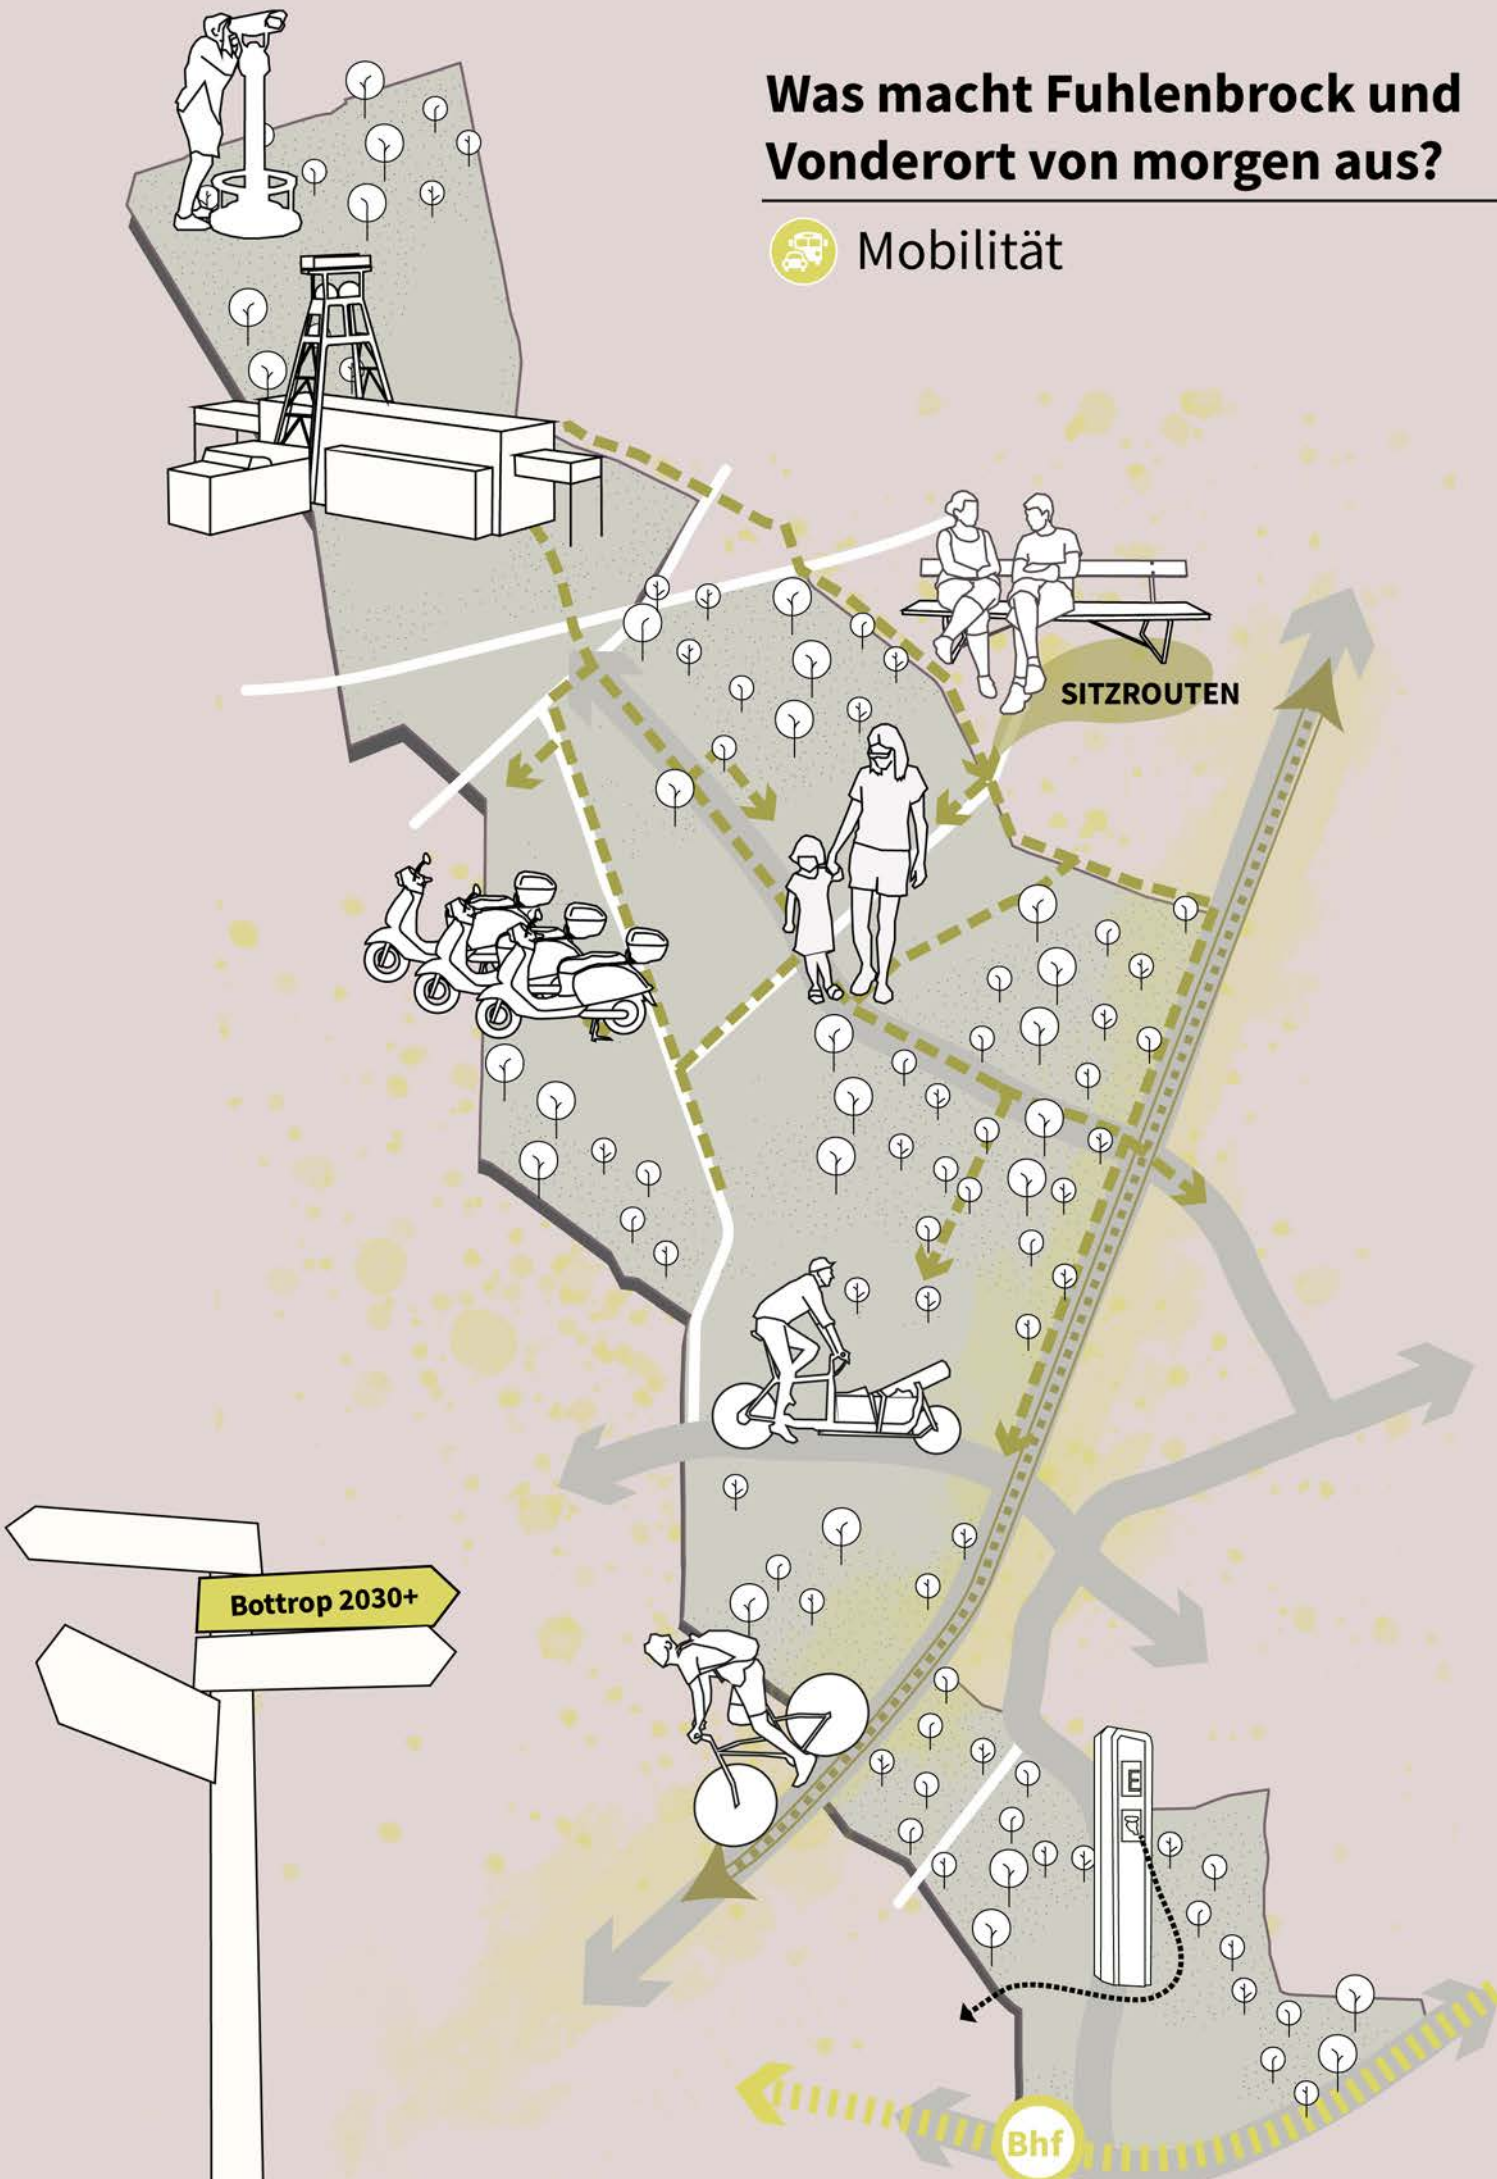 Was macht Fuhlenbrock und
Vonderort von morgen aus?
Mobilität
SITZROUTEN
Bottrop 2030+
E
Bhf